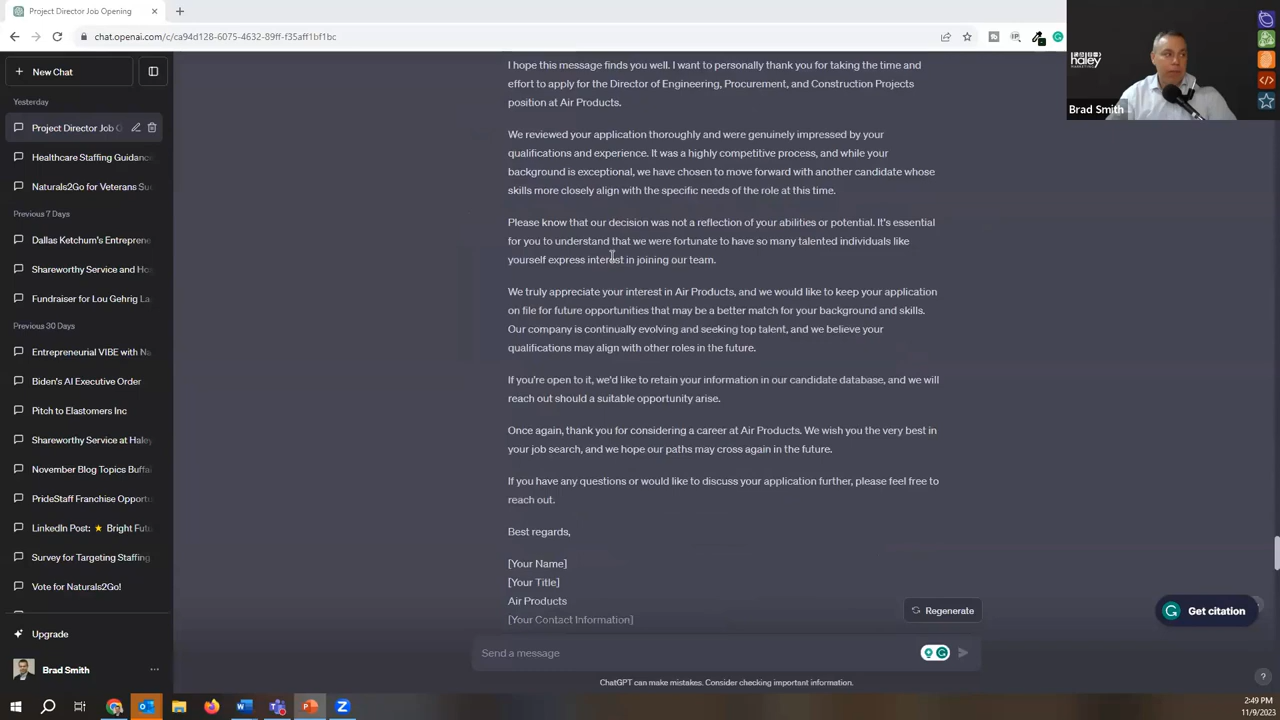 Project Director Job Opening
chat.openai.com/c/ca94d128-6075-4632-89ff-f35aff1bf1bc
New Chat
Yesterday
Project Director Job O
Healthcare Staffing Guidance
Naturals2Go for Veterans Su
Previous 7 Days
Dallas Ketchum's Entreprene
Shareworthy Service and Ho
Fundraiser for Lou Gehrig La
Previous 30 Days
Entrepreneurial VIBE with Na
Biden's AI Executive Order
Pitch to Elastomers Inc
Shareworthy Service at Hale
November Blog Topics Buffa
PrideStaff Franchise Opportu
LinkedIn Post: ⭐ Bright Futu
Survey for Targeting Staffing
Vote for Naturals2Go!
Upgrade
Brad Smith
I hope this message finds you well. I want to personally thank you for taking the time and
effort to apply for the Director of Engineering, Procurement, and Construction Projects
position at Air Products.
We reviewed your application thoroughly and were genuinely impressed by your
qualifications and experience. It was a highly competitive process, and while your
background is exceptional, we have chosen to move forward with another candidate whose
skills more closely align with the specific needs of the role at this time.
Please know that our decision was not a reflection of your abilities or potential. It's essential
for you to understand that we were fortunate to have so many talented individuals like
yourself express interest in joining our team.
We truly appreciate your interest in Air Products, and we would like to keep your application
on file for future opportunities that may be a better match for your background and skills.
Our company is continually evolving and seeking top talent, and we believe your
qualifications may align with other roles in the future.
If you're open to it, we'd like to retain your information in our candidate database, and we will
reach out should a suitable opportunity arise.
Once again, thank you for considering a career at Air Products. We wish you the very best in
your job search, and we hope our paths may cross again in the future.
If you have any questions or would like to discuss your application further, please feel free to
reach out.
Best regards,
[Your Name]
[Your Title]
Air Products
[Your Contact Information]
Regenerate
Get citation
Send a message
ChatGPT can make mistakes. Consider checking important information.
?
haley
MARKETING
Brad Smith
2:49 PM
11/9/2023